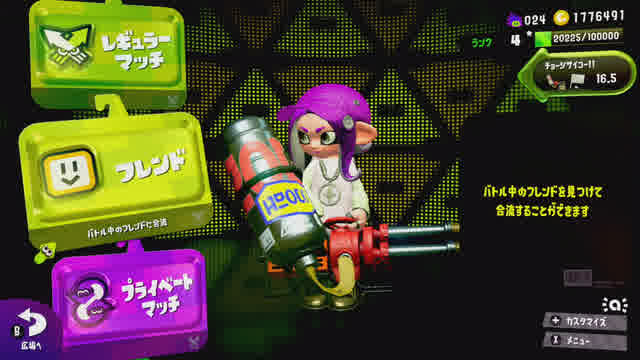 レギュラー
マッチ
フレンド
バトル中のフレンドに合流
プライベート
マッチ
B
広場へ
024
1776491
ランク
4
20225/100000
チョーシサイコー!!
16.5
バトル中のフレンドを見つけて
合流することができます
+ カスタマイズ
X メニュー